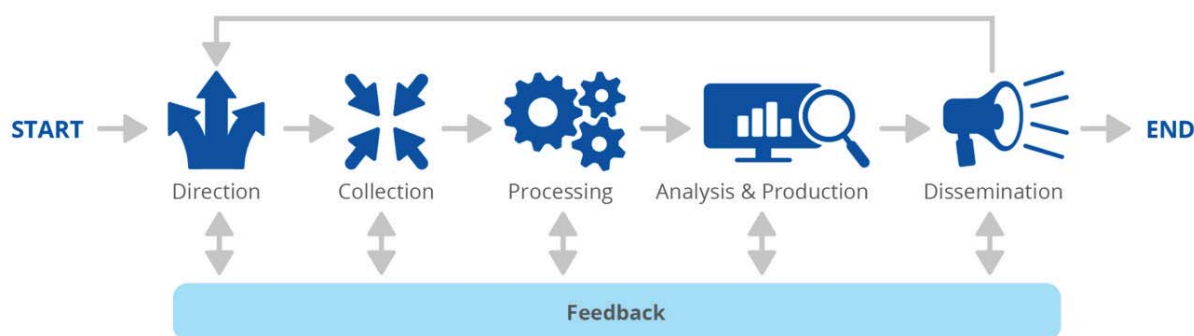 START
Direction
Collection
Processing
Analysis & Production
Dissemination
END
Feedback